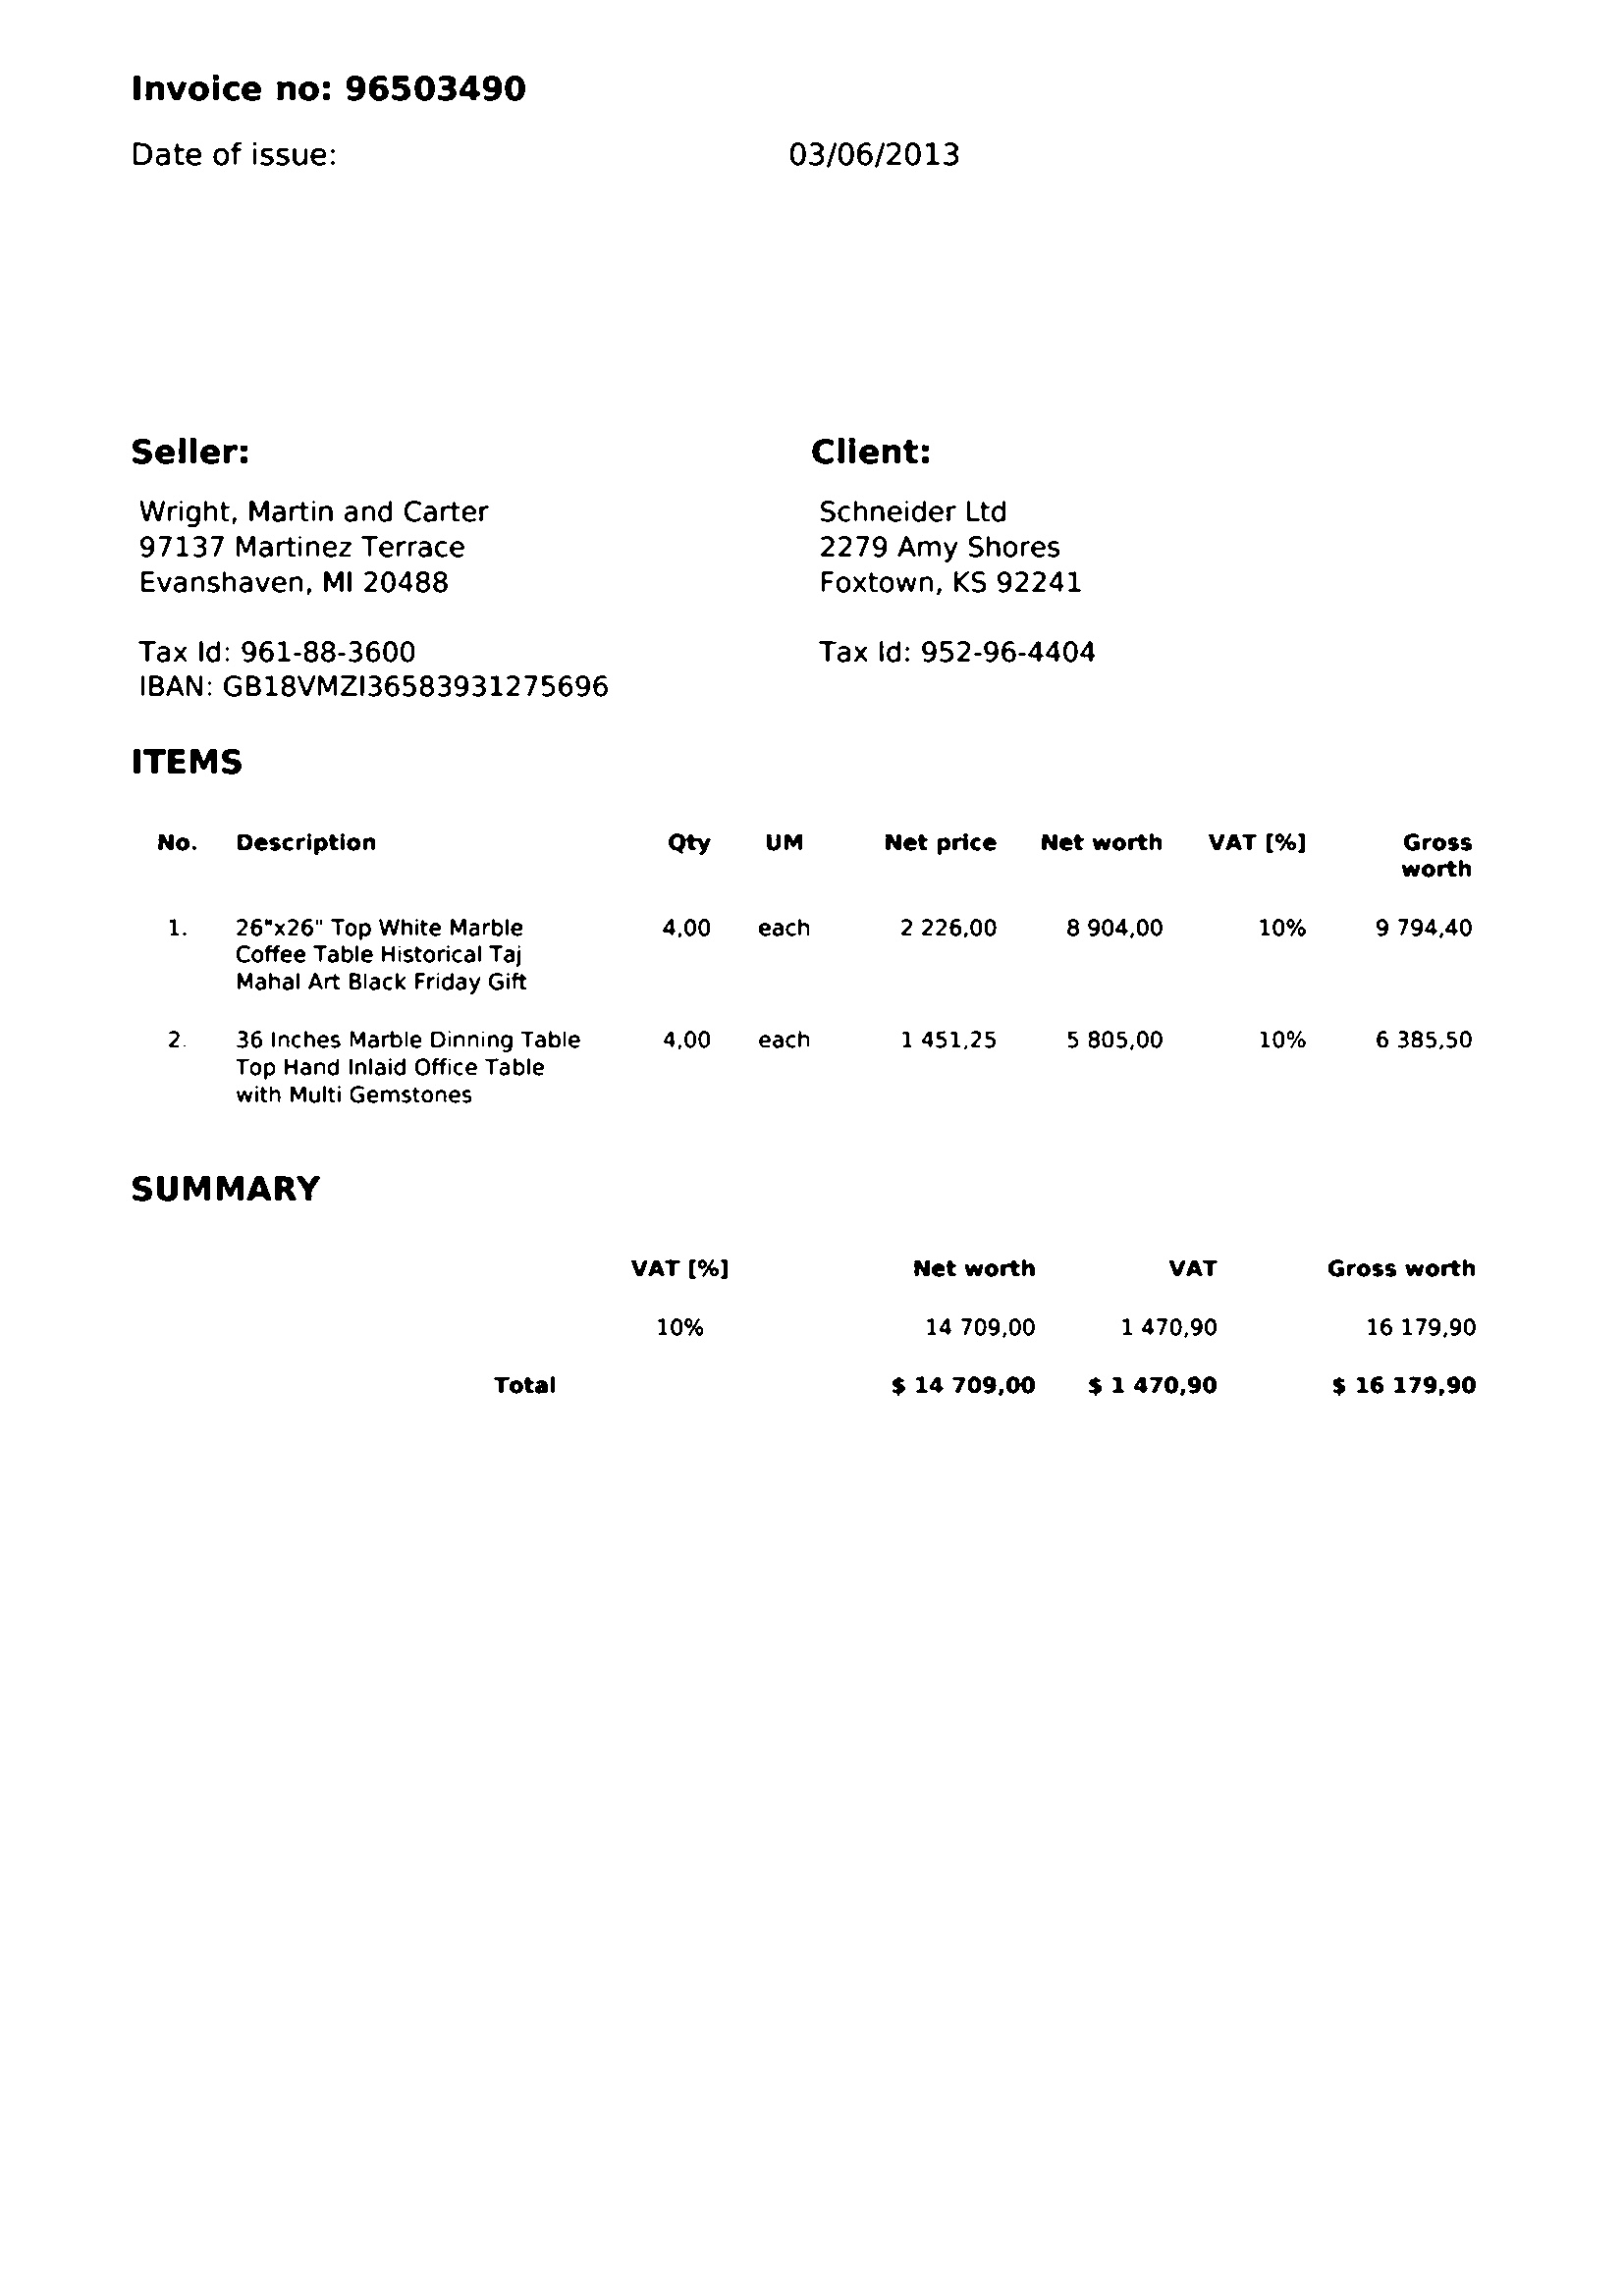 Invoice no: 96503490
Date of issue: 03/06/2013
Seller: Client:
Wright, Martin and Carter Schneider Ltd
97137 Martinez Terrace 2279 Amy Shores
Evanshaven, MI 20488 Foxtown, KS 92241
Tax Id: 961-88-3600 Tax Id: 952-96-4404
IBAN: GB18VMZI36583931275696
ITEMS
No. Description Qty UM Net price Net worth VAT [%] Gross
worth
1. 26"x26" Top White Marble 4,00 each 2 226,00 8 904,00 10% 9 794,40
Coffee Table Historical Taj
Mahal Art Black Friday Gift
2. 36 Inches Marble Dinning Table 4,00 each 1 451,25 5 805,00 10% 6 385,50
Top Hand Inlaid Office Table
with Multi Gemstones
SUMMARY
VAT [%] Net worth VAT Gross worth
10% 14 709,00 1 470,90 16 179,90
Total $ 14 709,00 $ 1 470,90 $ 16 179,90